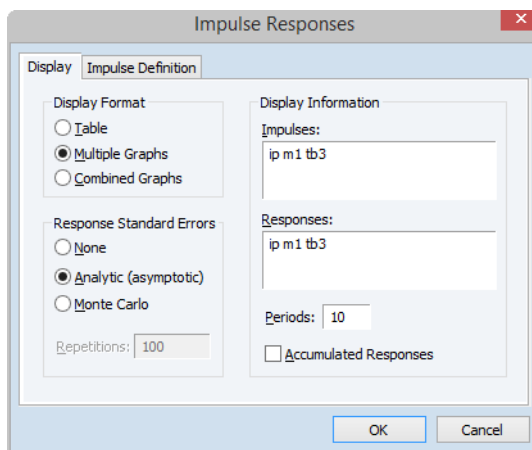 Impulse Responses
Display
Impulse Definition
Display Format
Table
Multiple Graphs
Combined Graphs
Response Standard Errors
None
Analytic (asymptotic)
Monte Carlo
Repetitions: 100
Display Information
Impulses:
ip m1 tb3
Responses:
ip m1 tb3
Periods: 10
Accumulated Responses
OK
Cancel